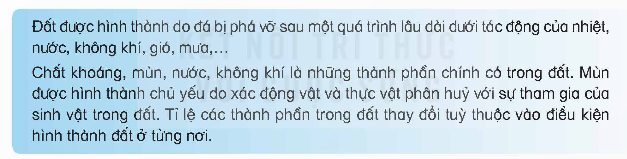 Đất được hình thành do đá bị phá vỡ sau một quá trình lâu dài dưới tác động của nhiệt,
nước, không khí, gió, mưa,...
Chất khoáng, mùn, nước, không khí là những thành phần chính có trong đất. Mùn
được hình thành chủ yếu do xác động vật và thực vật phân huỷ với sự tham gia của
sinh vật trong đất. Tỉ lệ các thành phần trong đất thay đổi tuỳ thuộc vào điều kiện
hình thành đất ở từng nơi.
KẾT NỐI TRI THỨC